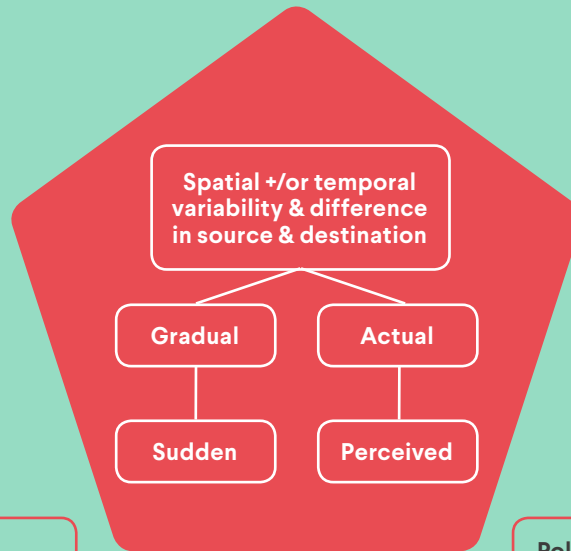 Spatial +/or temporal
variability & difference
in source & destination
Gradual
Actual
Sudden
Perceived